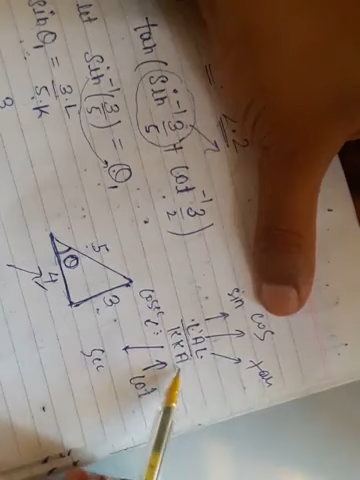 tan(sin⁻¹ 3/5 + cot⁻¹ 3/2)
let sin⁻¹(3/5) = θ₁
sin θ₁ = 3.L
5.K
5
3
θ
4
sin cos tan
L A L
K K A
cosec sec cot